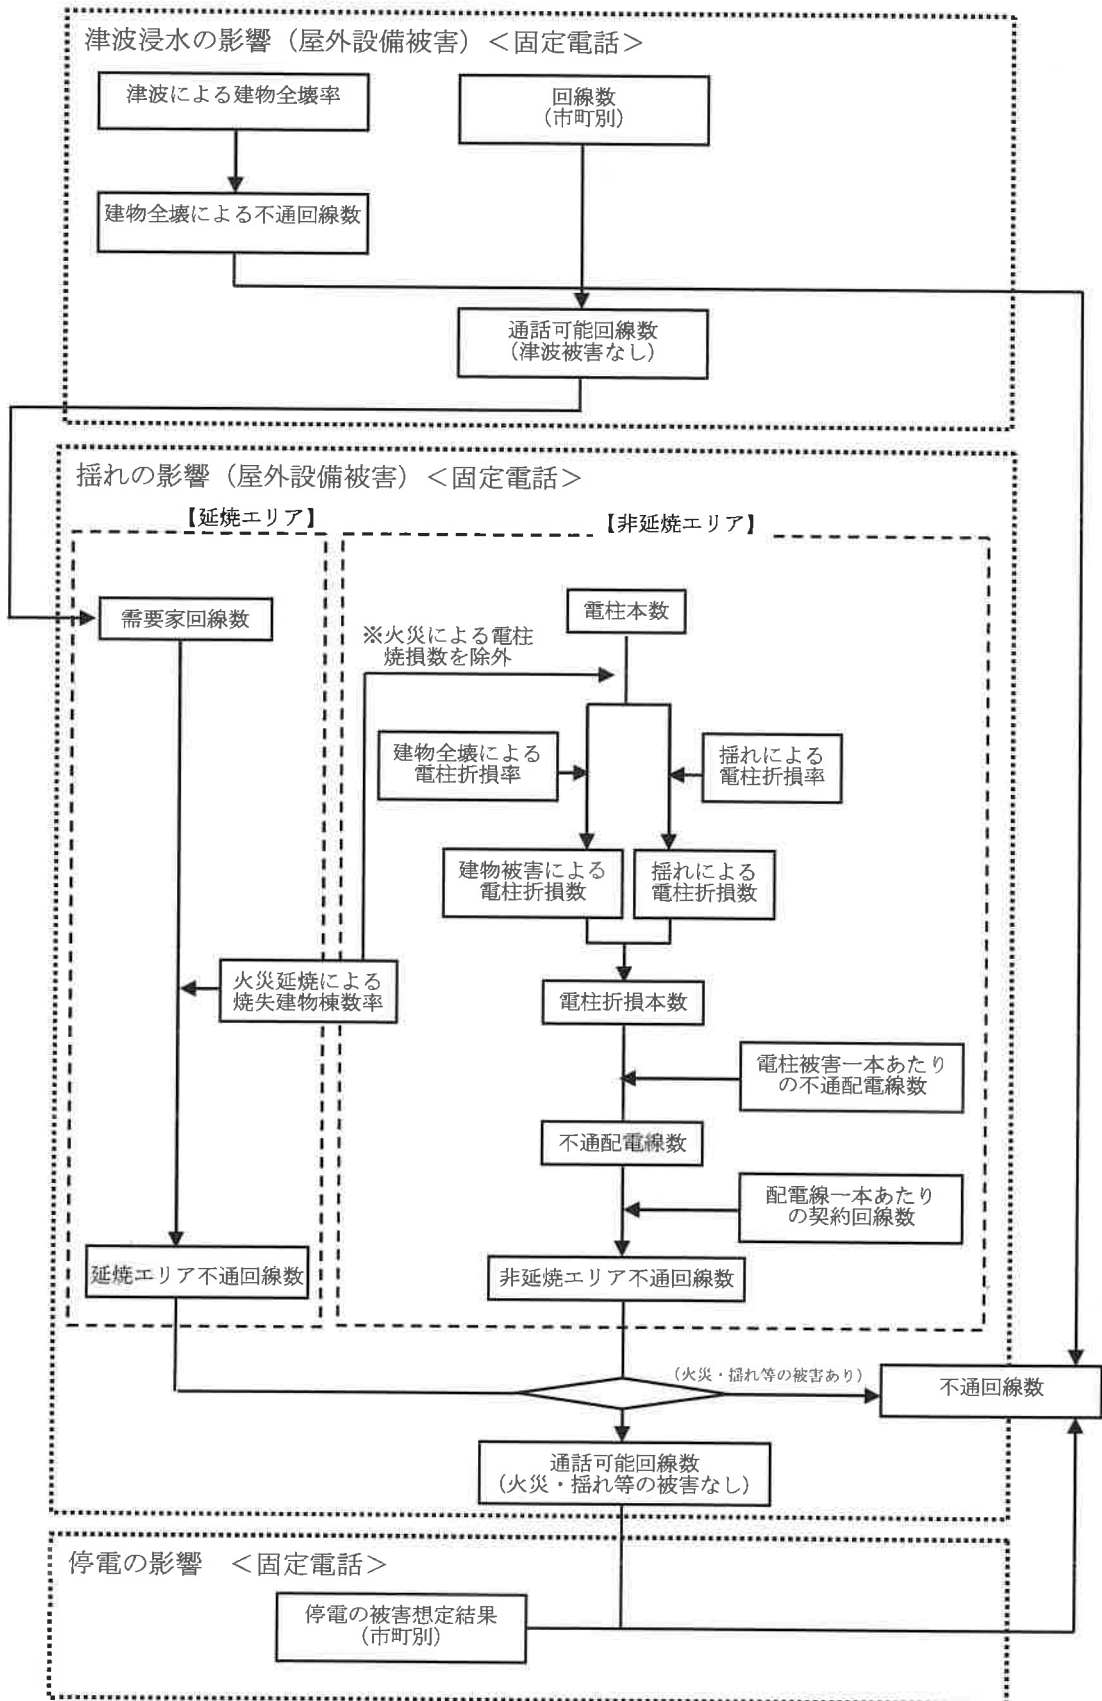 津波浸水の影響（屋外設備被害）＜固定電話＞
津波による建物全壊率
回線数
（市町別）
建物全壊による不通回線数
通話可能回線数
（津波被害なし）
揺れの影響（屋外設備被害）＜固定電話＞
【延焼エリア】
【非延焼エリア】
需要家回線数
電柱本数
※火災による電柱
焼損数を除外
建物全壊による
電柱折損率
揺れによる
電柱折損率
建物被害による
電柱折損数
揺れによる
電柱折損数
火災延焼による
焼失建物棟数率
電柱折損本数
電柱被害一本あたり
の不通配電線数
不通配電線数
配電線一本あたり
の契約回線数
延焼エリア不通回線数
非延焼エリア不通回線数
（火災・揺れ等の被害あり）
不通回線数
通話可能回線数
（火災・揺れ等の被害なし）
停電の影響　＜固定電話＞
停電の被害想定結果
（市町別）